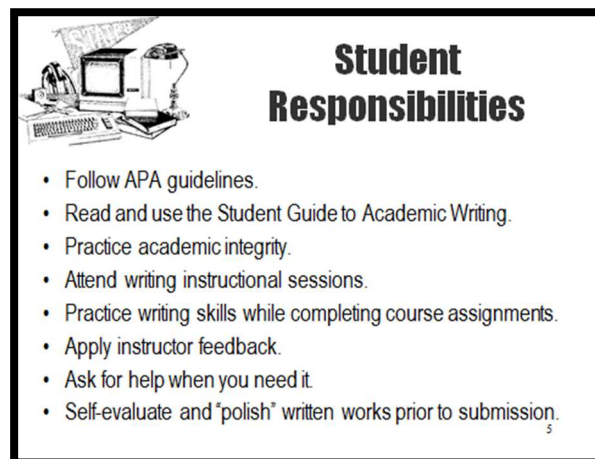 STATE
Student
Responsibilities
• Follow APA guidelines.
• Read and use the Student Guide to Academic Writing.
• Practice academic integrity.
• Attend writing instructional sessions.
• Practice writing skills while completing course assignments.
• Apply instructor feedback.
• Ask for help when you need it.
• Self-evaluate and “polish” written works prior to submission.
5